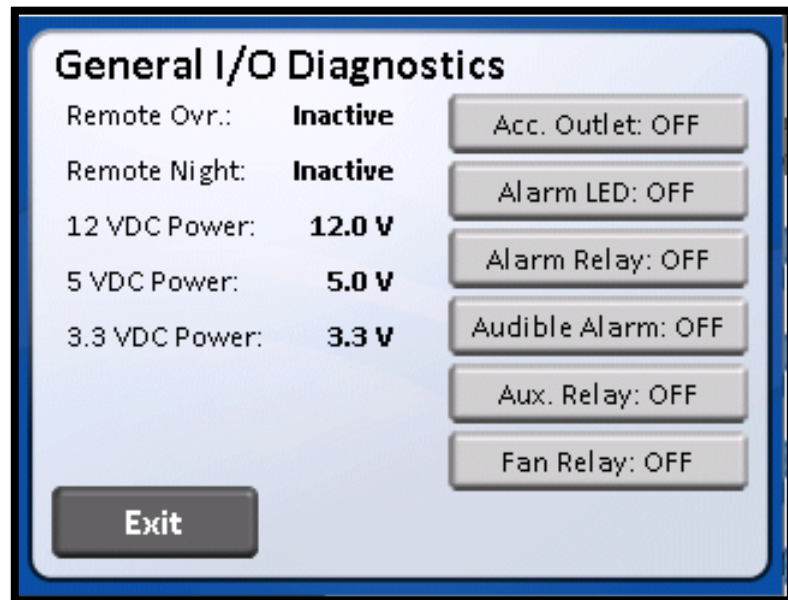 General I/O Diagnostics
Remote Ovr.: Inactive
Remote Night: Inactive
12 VDC Power: 12.0 V
5 VDC Power: 5.0 V
3.3 VDC Power: 3.3 V
Acc. Outlet: OFF
Alarm LED: OFF
Alarm Relay: OFF
Audible Alarm: OFF
Aux. Relay: OFF
Fan Relay: OFF
Exit